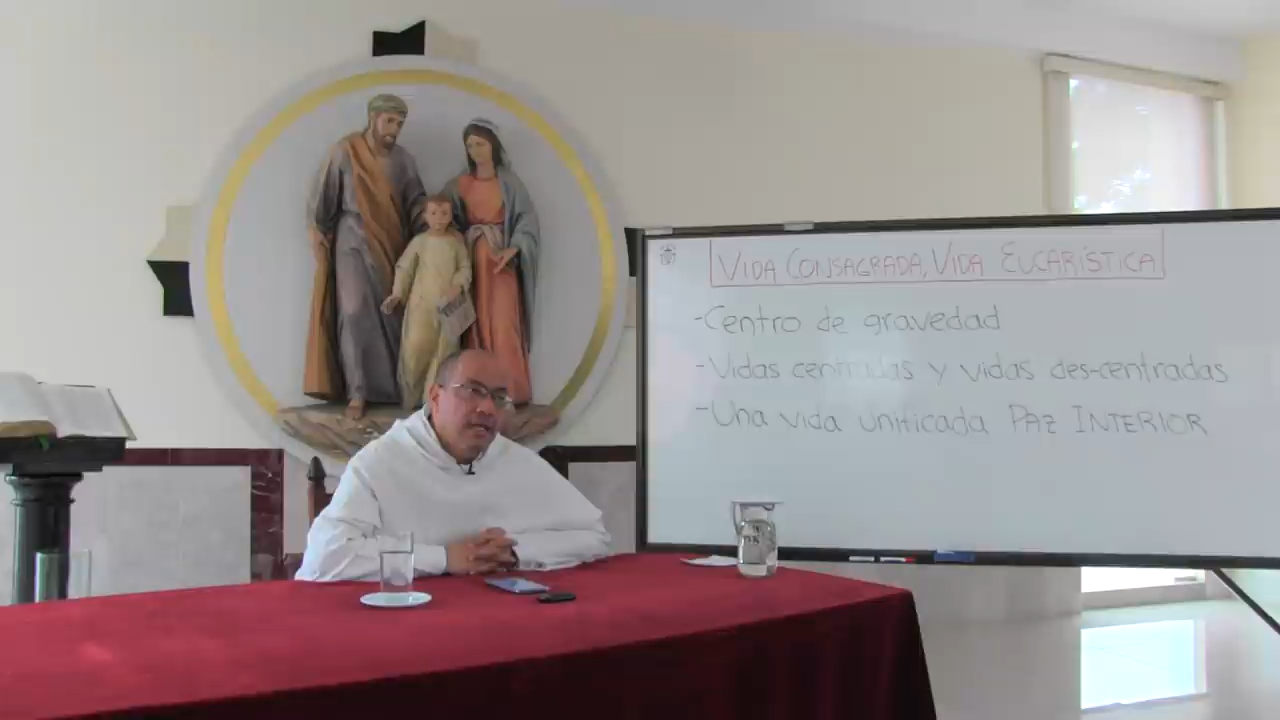 VIDA CONSAGRADA, VIDA EUCARÍSTICA
-Centro de gravedad
-Vidas centradas y vidas des-centradas
-Una vida unificada PAZ INTERIOR